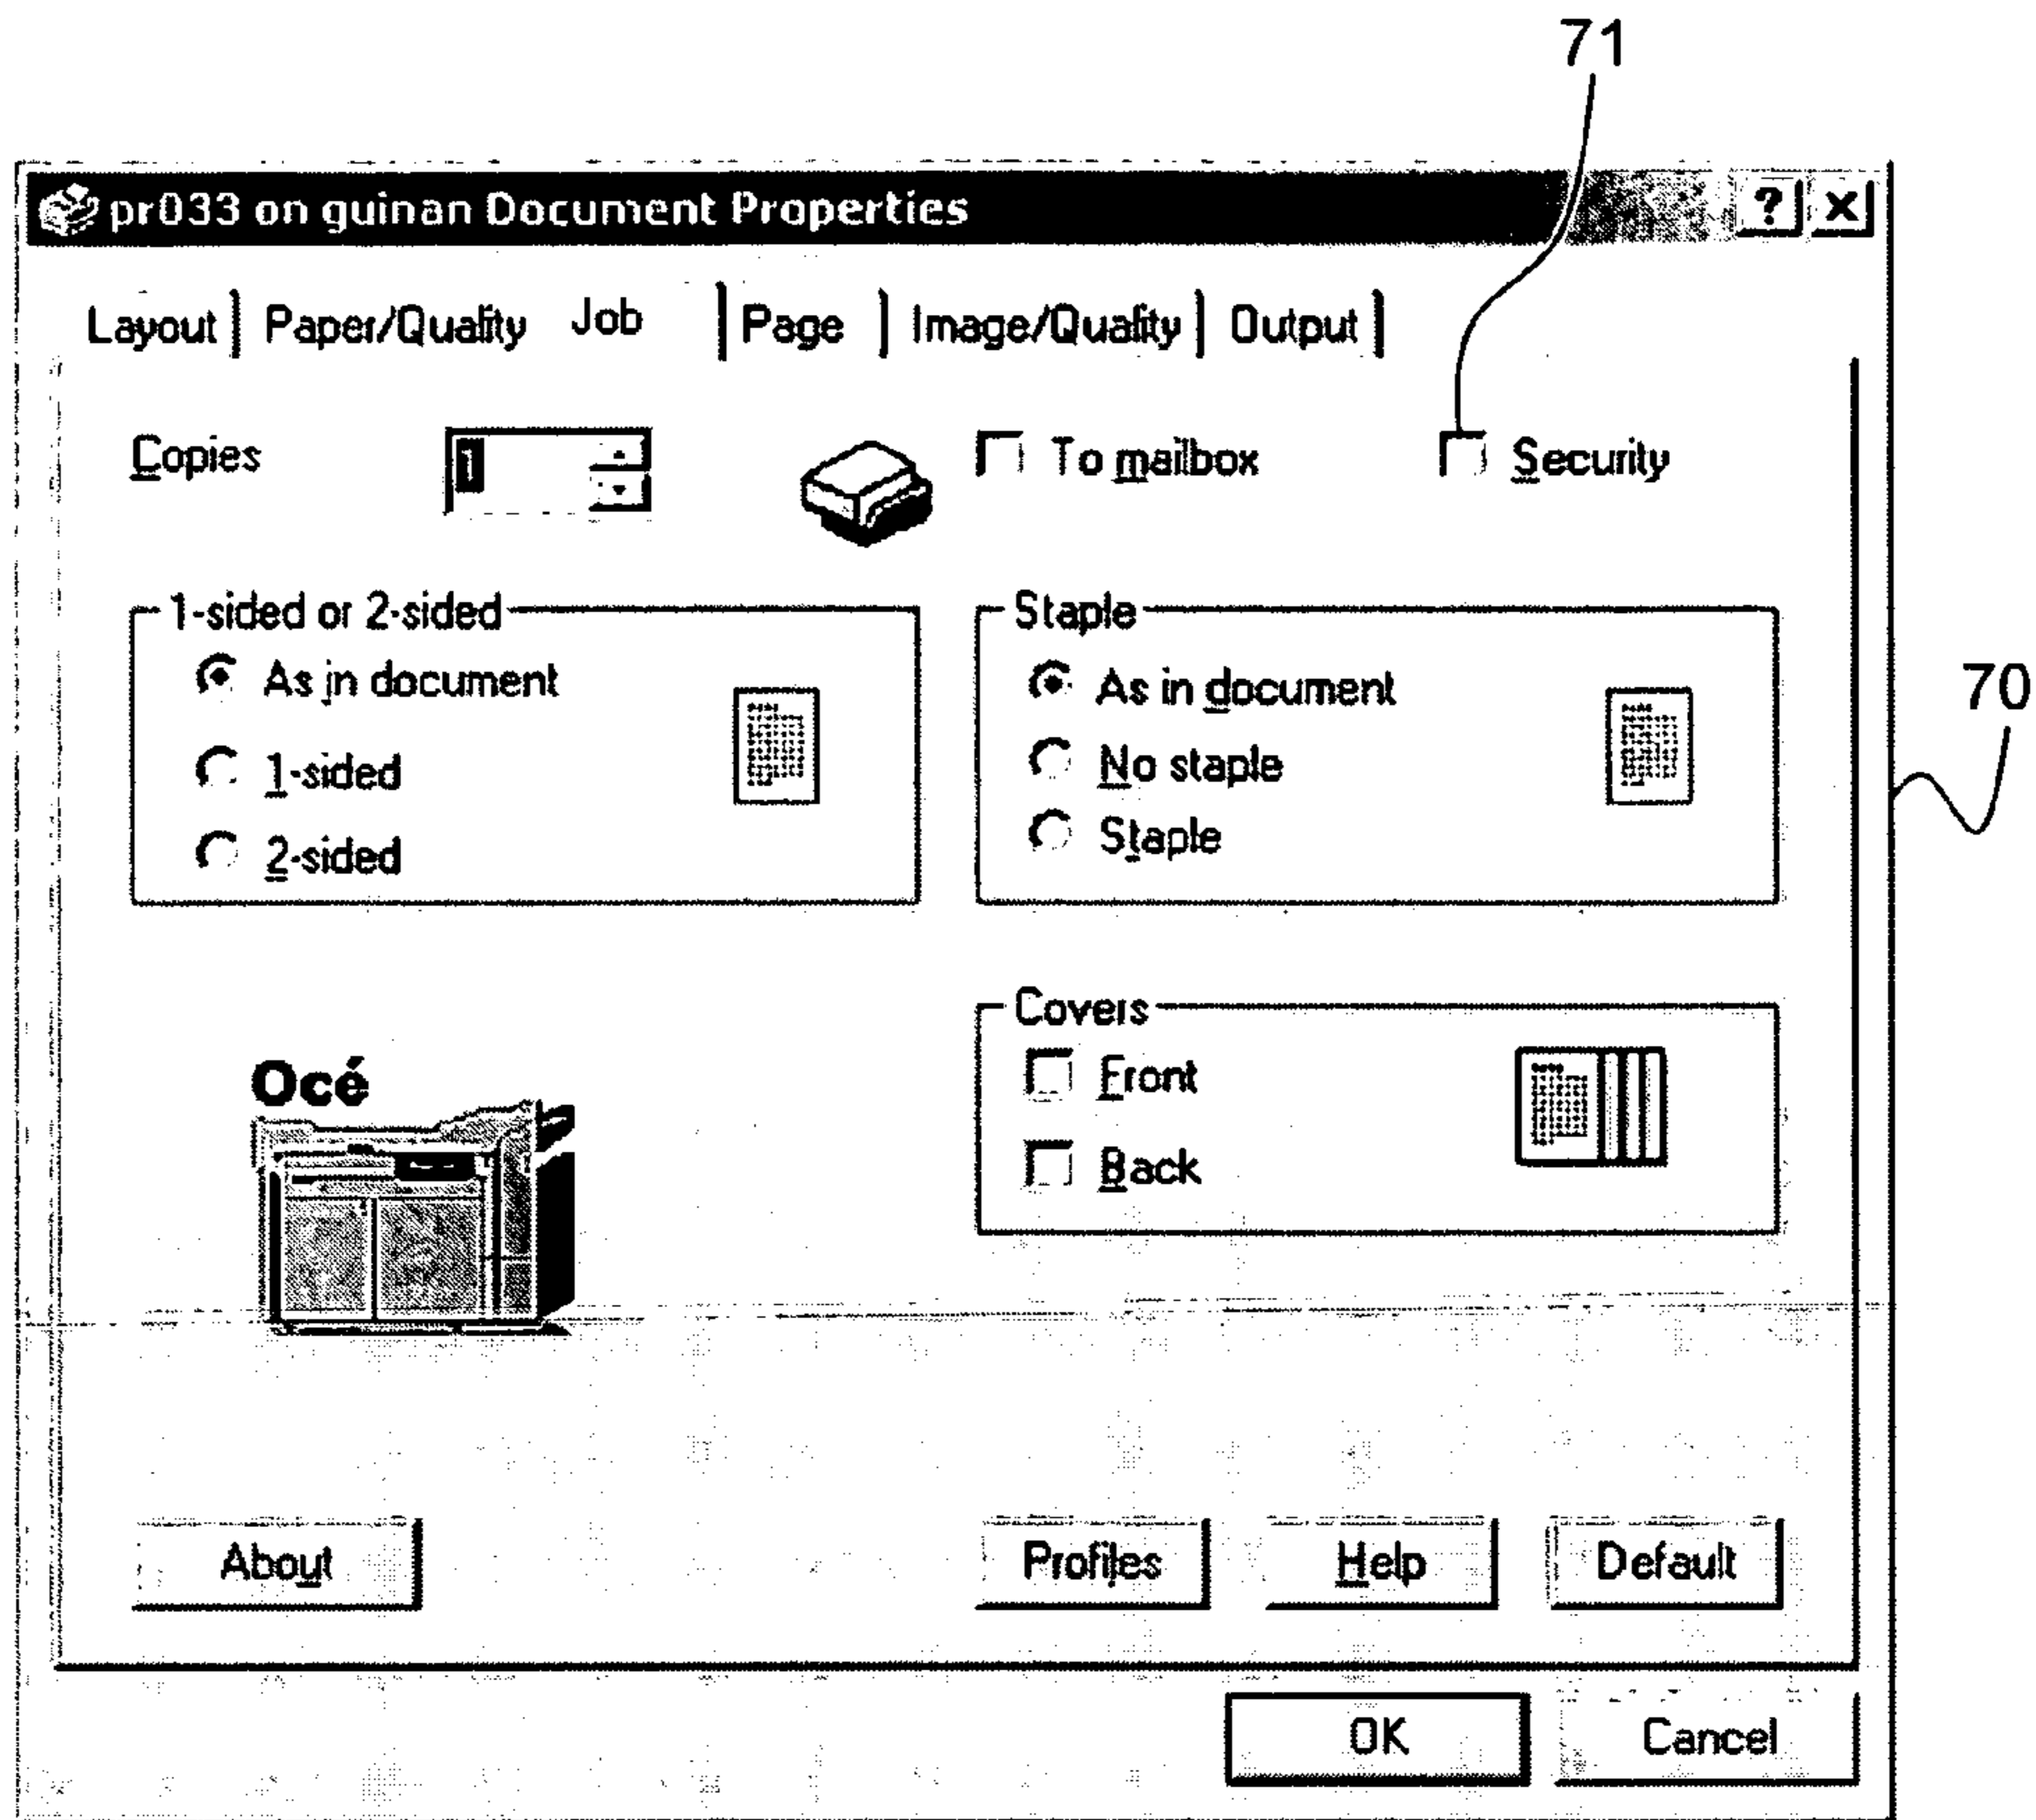 71
pr033 on guinan Document Properties ? X
Layout Paper/Quality Job Page Image/Quality Output
Copies 1 To mailbox Security
1-sided or 2-sided Staple
As in document As in document
70
1-sided No staple
2-sided Staple
Covers
Océ Front
Back
About Profiles Help Default
OK Cancel